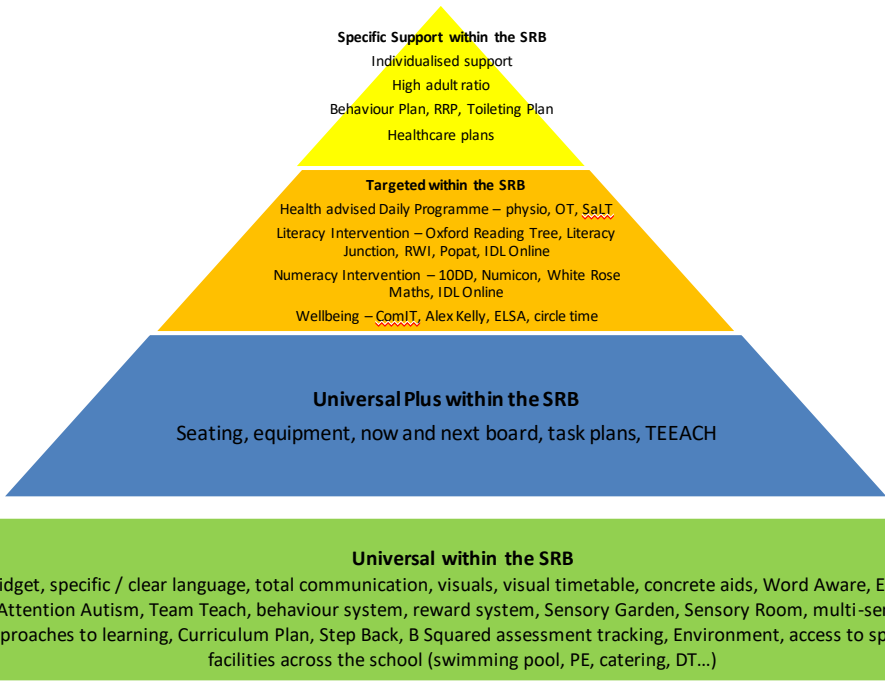 Specific Support within the SRB
Individualised support
High adult ratio
Behaviour Plan, RRP, Toileting Plan
Healthcare plans
Targeted within the SRB
Health advised Daily Programme – physio, OT, SaLT
Literacy Intervention – Oxford Reading Tree, Literacy
Junction, RWI, Popat, IDL Online
Numeracy Intervention – 10DD, Numicon, White Rose
Maths, IDL Online
Wellbeing – ComIT, Alex Kelly, ELSA, circle time
Universal Plus within the SRB
Seating, equipment, now and next board, task plans, TEEACH
Universal within the SRB
idget, specific / clear language, total communication, visuals, visual timetable, concrete aids, Word Aware, E
Attention Autism, Team Teach, behaviour system, reward system, Sensory Garden, Sensory Room, multi-sen
proaches to learning, Curriculum Plan, Step Back, B Squared assessment tracking, Environment, access to sp
facilities across the school (swimming pool, PE, catering, DT...)